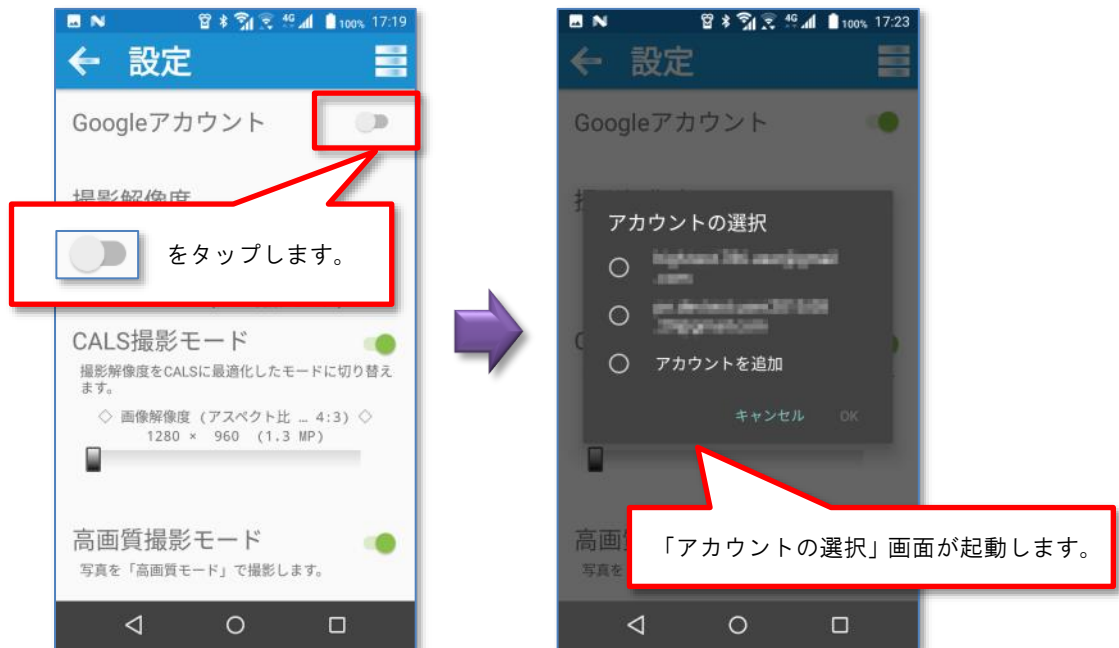 100% 17:19
設定
Googleアカウント
撮影解像度
をタップします。
CALS撮影モード
撮影解像度をCALSに最適化したモードに切り替え
ます。
◇ 画像解像度 (アスペクト比 … 4:3) ◇
1280 × 960 (1.3 MP)
高画質撮影モード
写真を「高画質モード」で撮影します。
4G 100% 17:23
設定
Googleアカウント
アカウントの選択
アカウントを追加
キャンセル OK
高画
写真を
「アカウントの選択」画面が起動します。